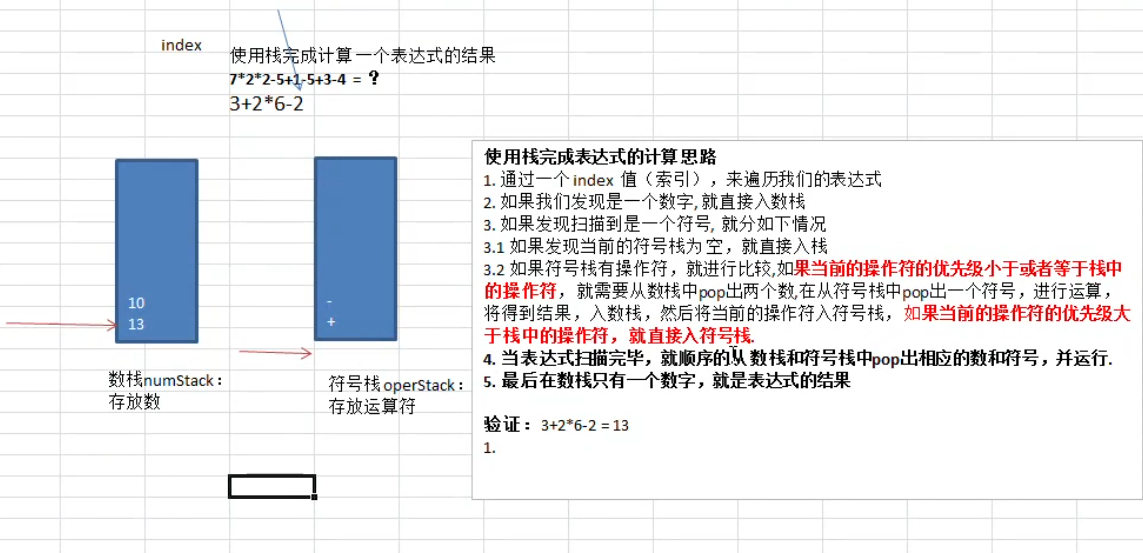 index
使用栈完成计算 一个表达式的结果
7*2*2-5+1-5+3-4 = ?
3+2*6-2
10
13
-
+
数栈numStack：
存放数
符号栈operStack：
存放运算符
使用栈完成表达式的计算 思路
1. 通过一个 index 值（索引），来遍历我们的表达式
2. 如果我们发现是一个数字, 就直接入数栈
3. 如果发现扫描到是一个符号, 就分如下情况
3.1 如果发现当前的符号栈为 空，就直接入栈
3.2 如果符号栈有操作符，就进行比较,如果当前的操作符的优先级小于或者等于栈中
的操作符，就需要从数栈中pop出两个数,在从符号栈中pop出一个符号，进行运算，
将得到结果，入数栈，然后将当前的操作符入符号栈，如果当前的操作符的优先级大
于栈中的操作符，就直接入符号栈.
4. 当表达式扫描完毕，就顺序的从 数栈和符号栈中pop出相应的数和符号，并运行.
5. 最后在数栈只有一个数字，就是表达式的结果
验证：3+2*6-2 = 13
1.